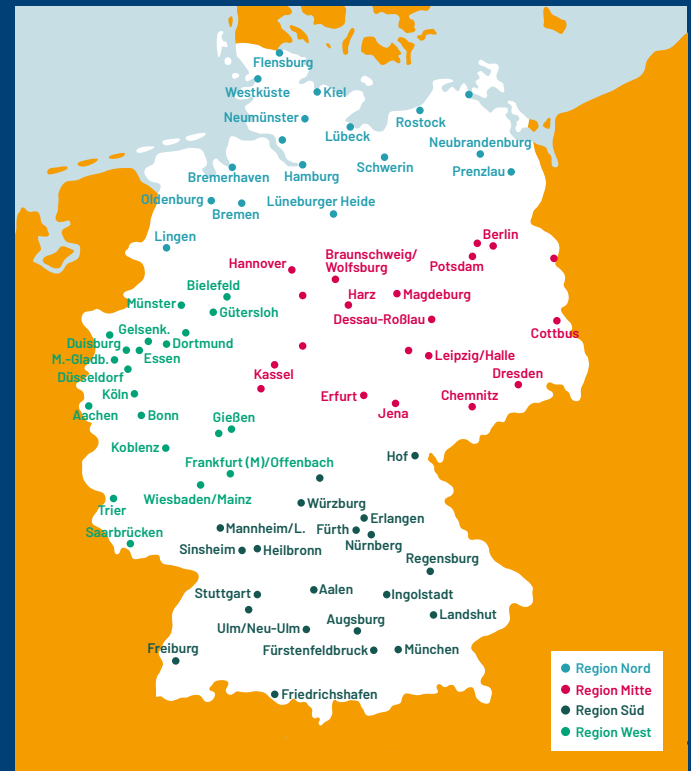 Flensburg
Westküste
Kiel
Neumünster
Lübeck
Rostock
Neubrandenburg
Bremerhaven
Hamburg
Schwerin
Prenzlau
Oldenburg
Bremen
Lüneburger Heide
Lingen
Berlin
Hannover
Braunschweig/
Wolfsburg
Potsdam
Bielefeld
Münster
Gütersloh
Harz
Magdeburg
Dessau-Roßlau
Cottbus
Gelsenk.
Duisburg
Dortmund
M.-Gladb.
Essen
Leipzig/Halle
Düsseldorf
Kassel
Dresden
Köln
Erfurt
Chemnitz
Aachen
Bonn
Gießen
Jena
Koblenz
Hof
Frankfurt (M)/Offenbach
Wiesbaden/Mainz
Trier
Würzburg
Saarbrücken
Mannheim/L.
Fürth
Erlangen
Sinsheim
Heilbronn
Nürnberg
Regensburg
Stuttgart
Aalen
Ingolstadt
Ulm/Neu-Ulm
Augsburg
Landshut
Freiburg
Fürstenfeldbruck
München
Friedrichshafen
Region Nord
Region Mitte
Region Süd
Region West